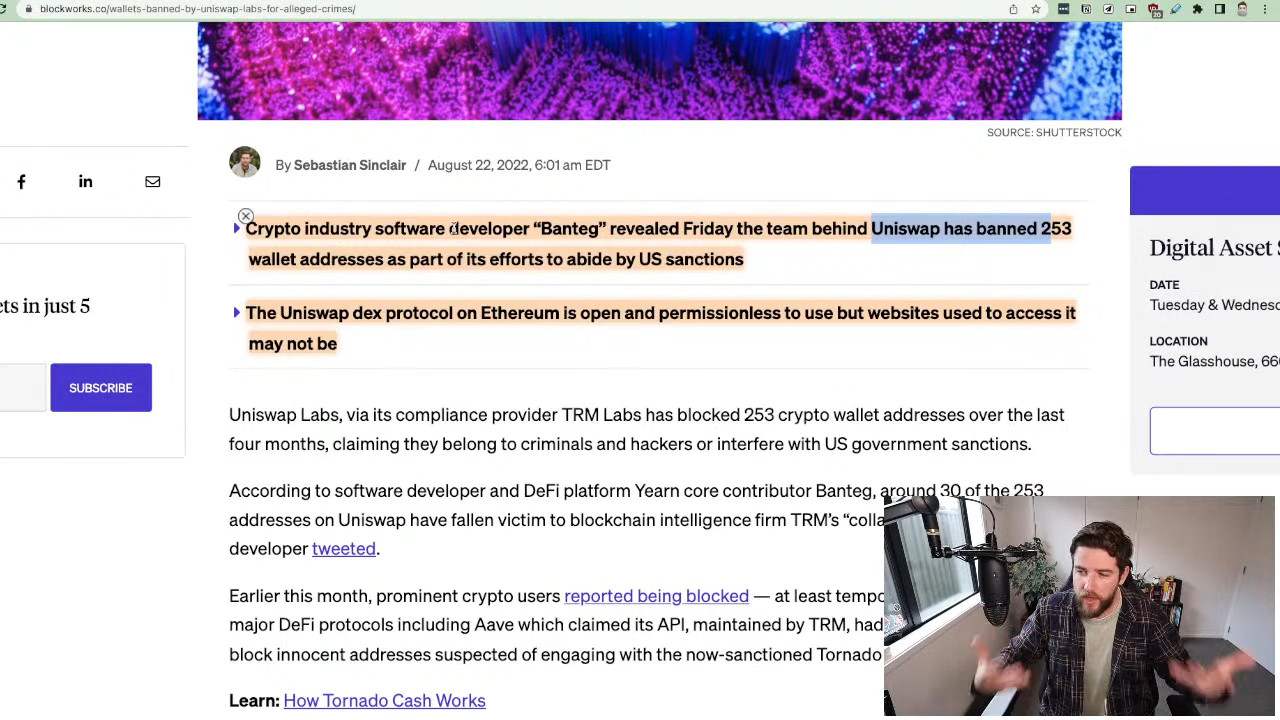 blockworks.co/wallets-banned-by-uniswap-labs-for-alleged-crimes/
20
SOURCE: SHUTTERSTOCK
By Sebastian Sinclair / August 22, 2022, 6:01 am EDT
Crypto industry software developer “Banteg” revealed Friday the team behind Uniswap has banned 253
wallet addresses as part of its efforts to abide by US sanctions
The Uniswap dex protocol on Ethereum is open and permissionless to use but websites used to access it
may not be
ets in just 5
SUBSCRIBE
Uniswap Labs, via its compliance provider TRM Labs has blocked 253 crypto wallet addresses over the last
four months, claiming they belong to criminals and hackers or interfere with US government sanctions.
According to software developer and DeFi platform Yearn core contributor Banteg, around 30 of the 253
addresses on Uniswap have fallen victim to blockchain intelligence firm TRM’s “colla
developer tweeted.
Earlier this month, prominent crypto users reported being blocked — at least tempo
major DeFi protocols including Aave which claimed its API, maintained by TRM, had
block innocent addresses suspected of engaging with the now-sanctioned Tornado
Learn: How Tornado Cash Works
Digital Asset S
DATE
Tuesday & Wednesd
LOCATION
The Glasshouse, 660